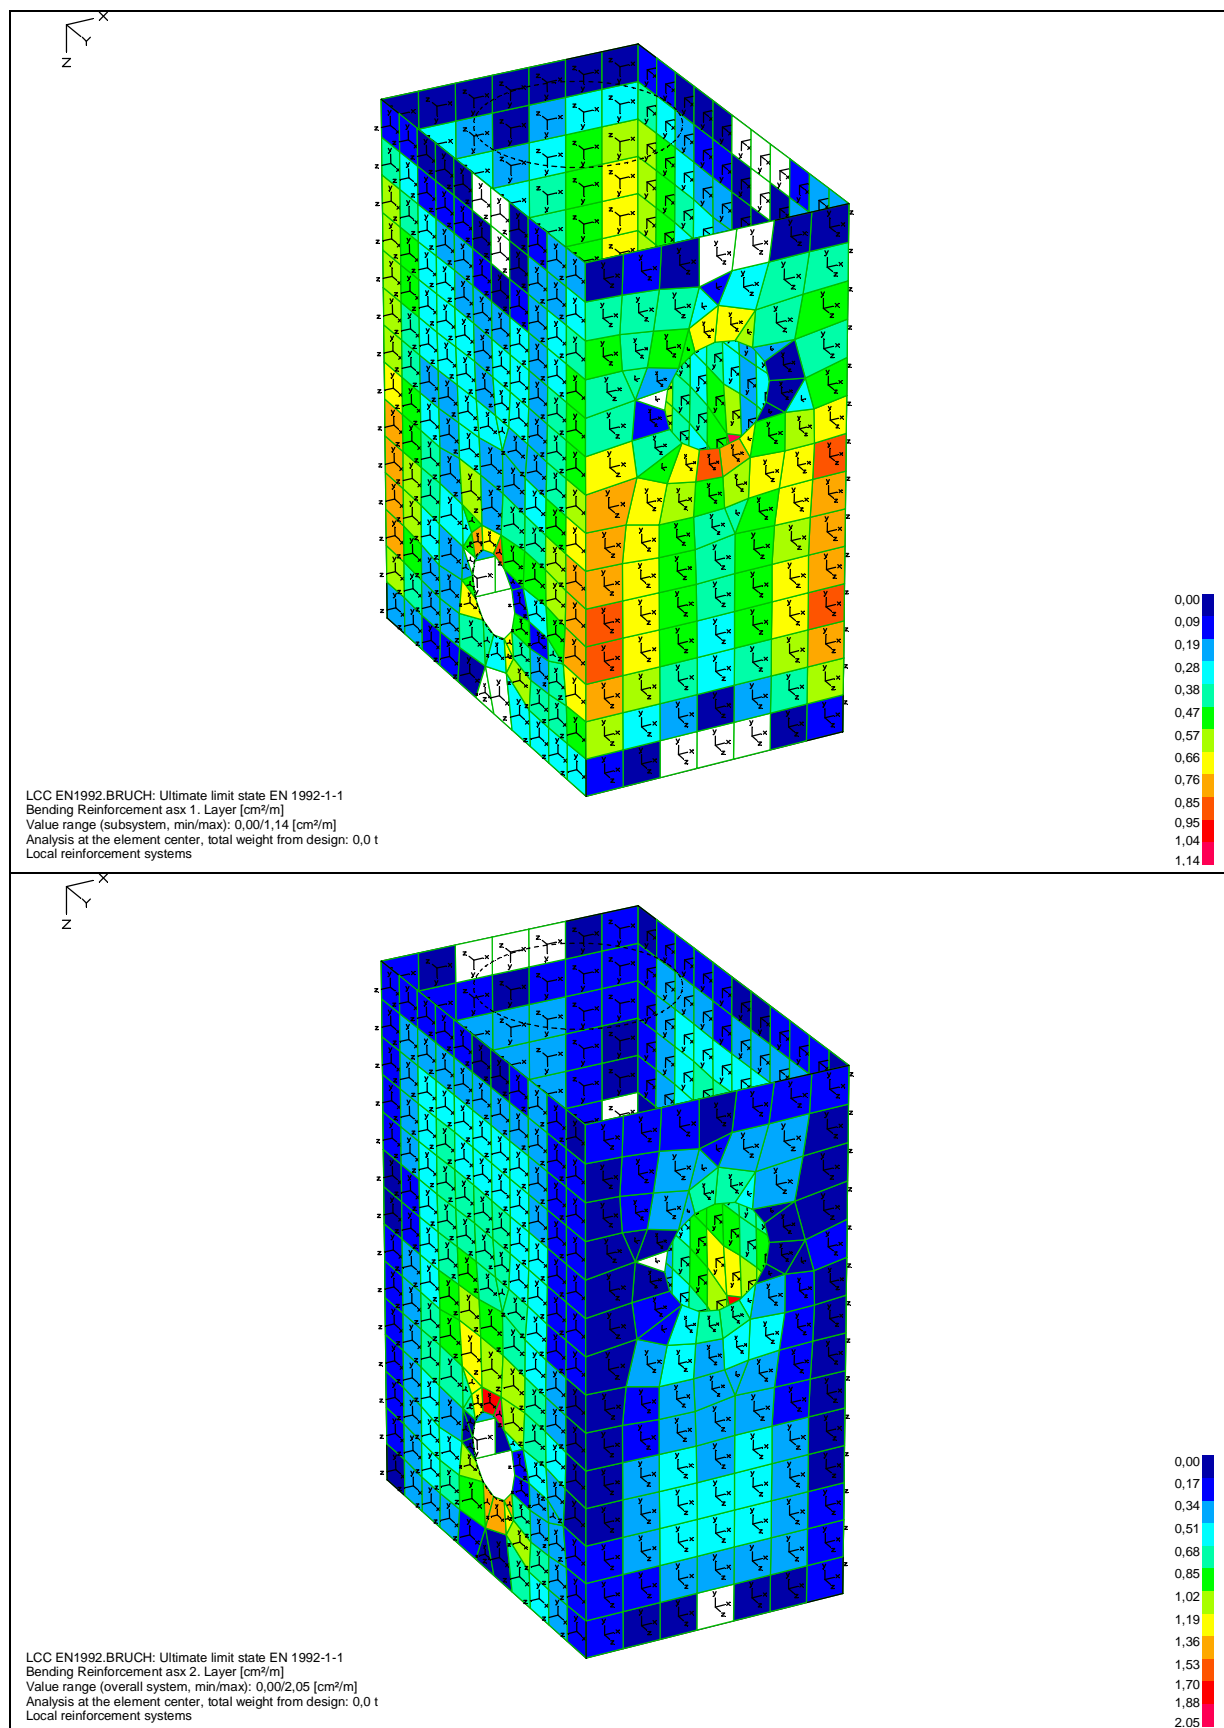 X
Y
Z
0,00
0,09
0,19
0,28
0,38
0,47
0,57
0,66
0,76
0,85
0,95
1,04
1,14
LCC EN1992.BRUCH: Ultimate limit state EN 1992-1-1
Bending Reinforcement asx 1. Layer [cm²/m]
Value range (subsystem, min/max): 0,00/1,14 [cm²/m]
Analysis at the element center, total weight from design: 0,0 t
Local reinforcement systems
X
Y
Z
0,00
0,17
0,34
0,51
0,68
0,85
1,02
1,19
1,36
1,53
1,70
1,88
2.05
LCC EN1992.BRUCH: Ultimate limit state EN 1992-1-1
Bending Reinforcement asx 2. Layer [cm²/m]
Value range (overall system, min/max): 0,00/2,05 [cm²/m]
Analysis at the element center, total weight from design: 0,0 t
Local reinforcement systems